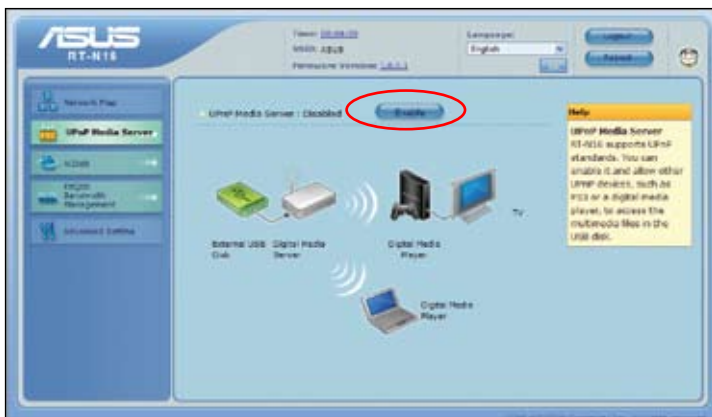 ASUS
RT-N16
SSID: ASUS
Firmware Version:
Language:
English
Logout
Reboot
Network Map
UPnP Media Server
AiDisk
EzQoS
Bandwidth
Management
Advanced Setting
UPnP Media Server : Disabled
Enable
External USB
Disk
Digital Media
Server
Digital Media
Player
TV
Digital Media
Player
Help
UPnP Media Server
RT-N16 supports UPnP
standards. You can
enable it and allow other
UPNP devices, such as
PS3 or a digital media
player, to access the
multimedia files in the
USB disk.